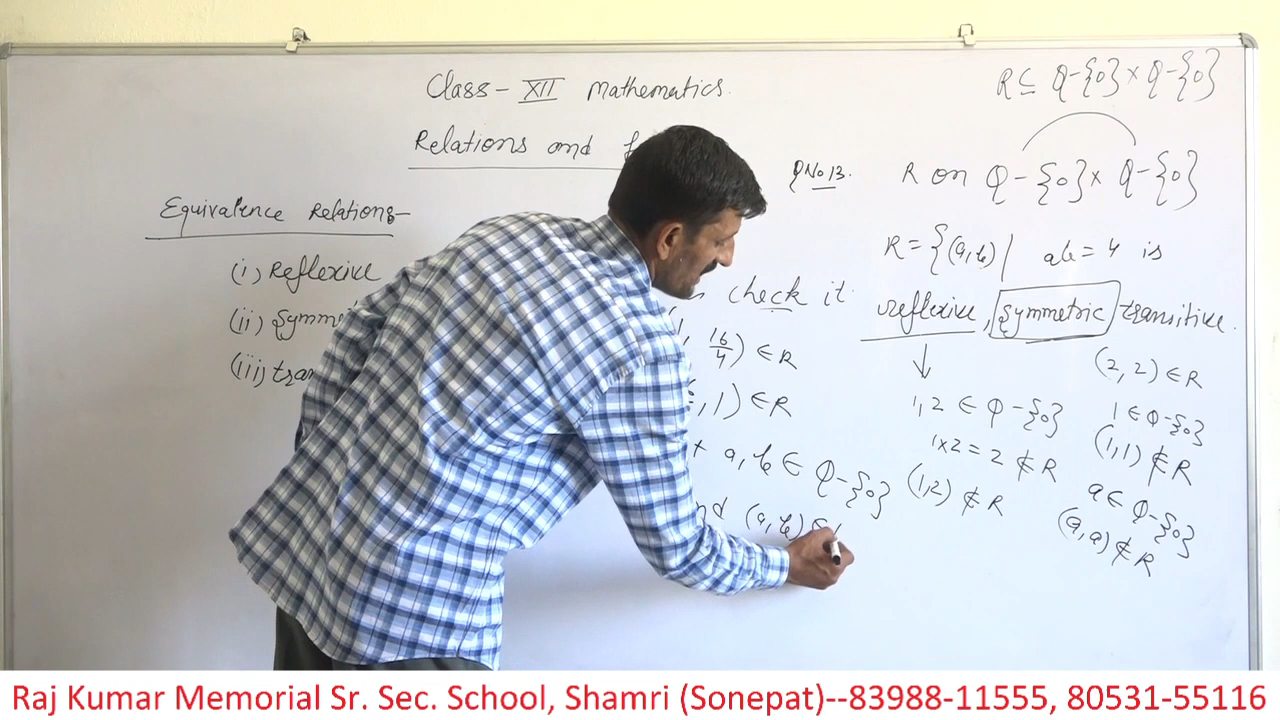 Class - XII Mathematics.
Relations and
Equivalence Relations-
(i) Reflexive
(ii)
(iii)
check it.
16/4) ∈ R
, 1) ∈ R
a, b ∈ Q - {0}
(a, b) ∈
R ⊆ Q-{0} × Q-{0}
Q No 13.
R on Q - {0} × Q - {0}
R = {(a, b) | ab = 4 is
reflexive, symmetric, transitive.
1, 2 ∈ Q - {0}
1×2 = 2 ∉ R
(1, 2) ∉ R
(2, 2) ∈ R
1 ∈ Q - {0}
(1, 1) ∉ R
a ∈ Q - {0}
(a, a) ∉ R
Raj Kumar Memorial Sr. Sec. School, Shamri (Sonepat)--83988-11555, 80531-55116